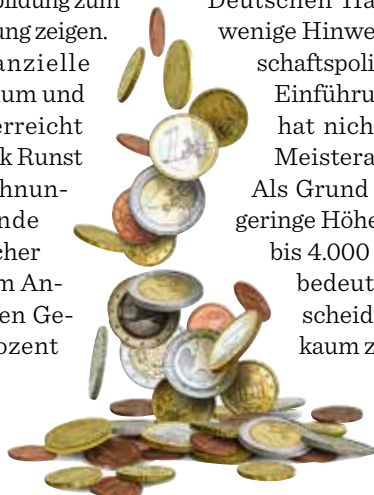 bildung zum
ung zeigen.
anzielle
um und
erreicht
k Runst
hnun-
nde
cher
m An-
en Ge-
ozent
Deutschen Ha
wenige Hinwe
schaftspoli
Einführu
hat nich
Meistera
Als Grund
geringe Höhe
bis 4.000
bedeut
scheid
kaum z